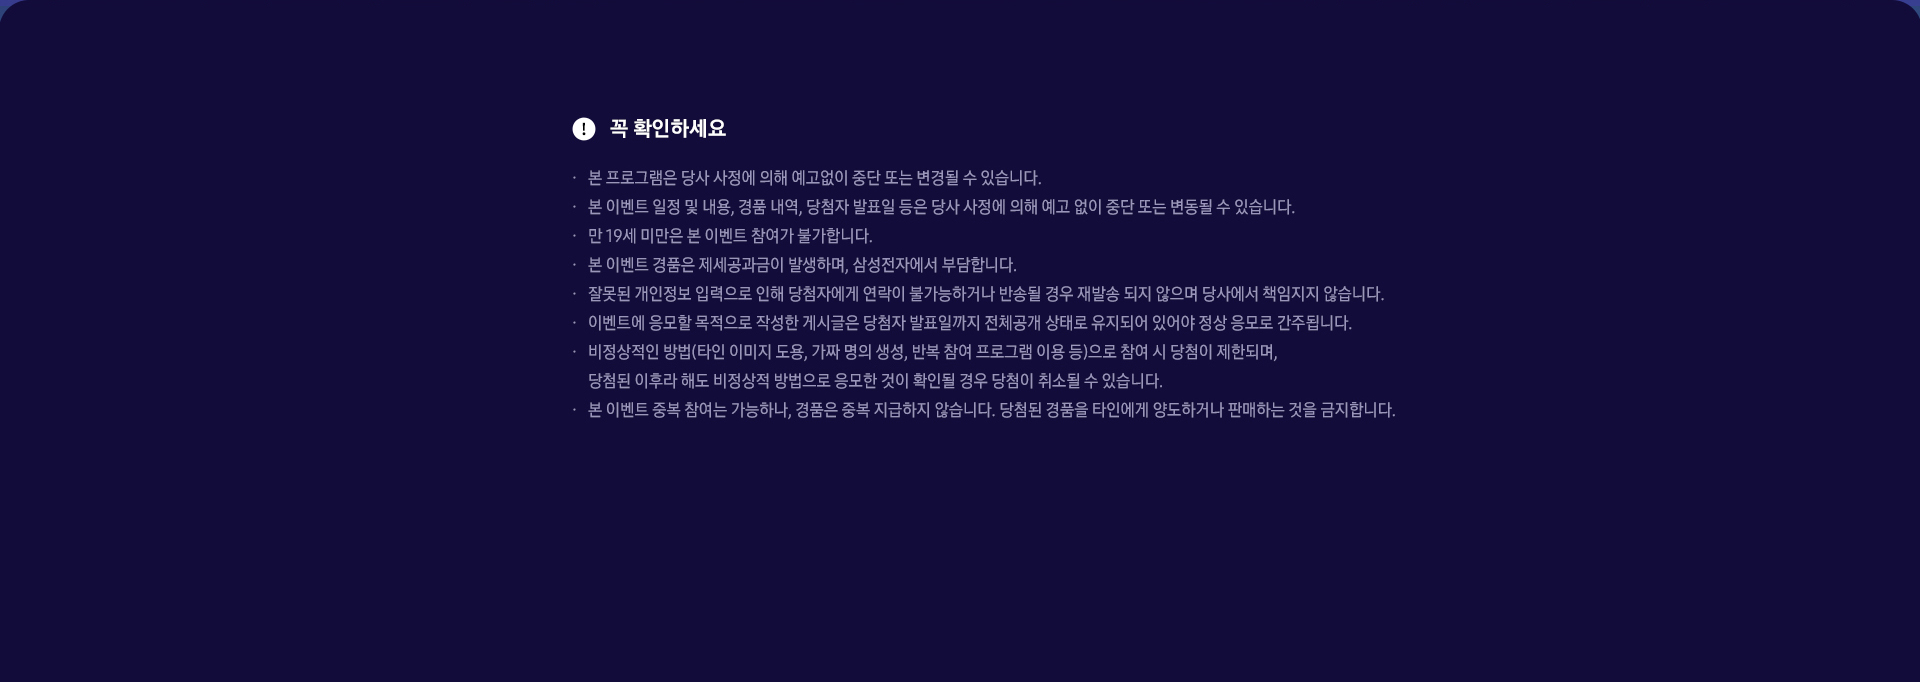 ! 꼭 확인하세요
· 본 프로그램은 당사 사정에 의해 예고없이 중단 또는 변경될 수 있습니다.
· 본 이벤트 일정 및 내용, 경품 내역, 당첨자 발표일 등은 당사 사정에 의해 예고 없이 중단 또는 변동될 수 있습니다.
· 만 19세 미만은 본 이벤트 참여가 불가합니다.
· 본 이벤트 경품은 제세공과금이 발생하며, 삼성전자에서 부담합니다.
· 잘못된 개인정보 입력으로 인해 당첨자에게 연락이 불가능하거나 반송될 경우 재발송 되지 않으며 당사에서 책임지지 않습니다.
· 이벤트에 응모할 목적으로 작성한 게시글은 당첨자 발표일까지 전체공개 상태로 유지되어 있어야 정상 응모로 간주됩니다.
· 비정상적인 방법(타인 이미지 도용, 가짜 명의 생성, 반복 참여 프로그램 이용 등)으로 참여 시 당첨이 제한되며,
당첨된 이후라 해도 비정상적 방법으로 응모한 것이 확인될 경우 당첨이 취소될 수 있습니다.
· 본 이벤트 중복 참여는 가능하나, 경품은 중복 지급하지 않습니다. 당첨된 경품을 타인에게 양도하거나 판매하는 것을 금지합니다.